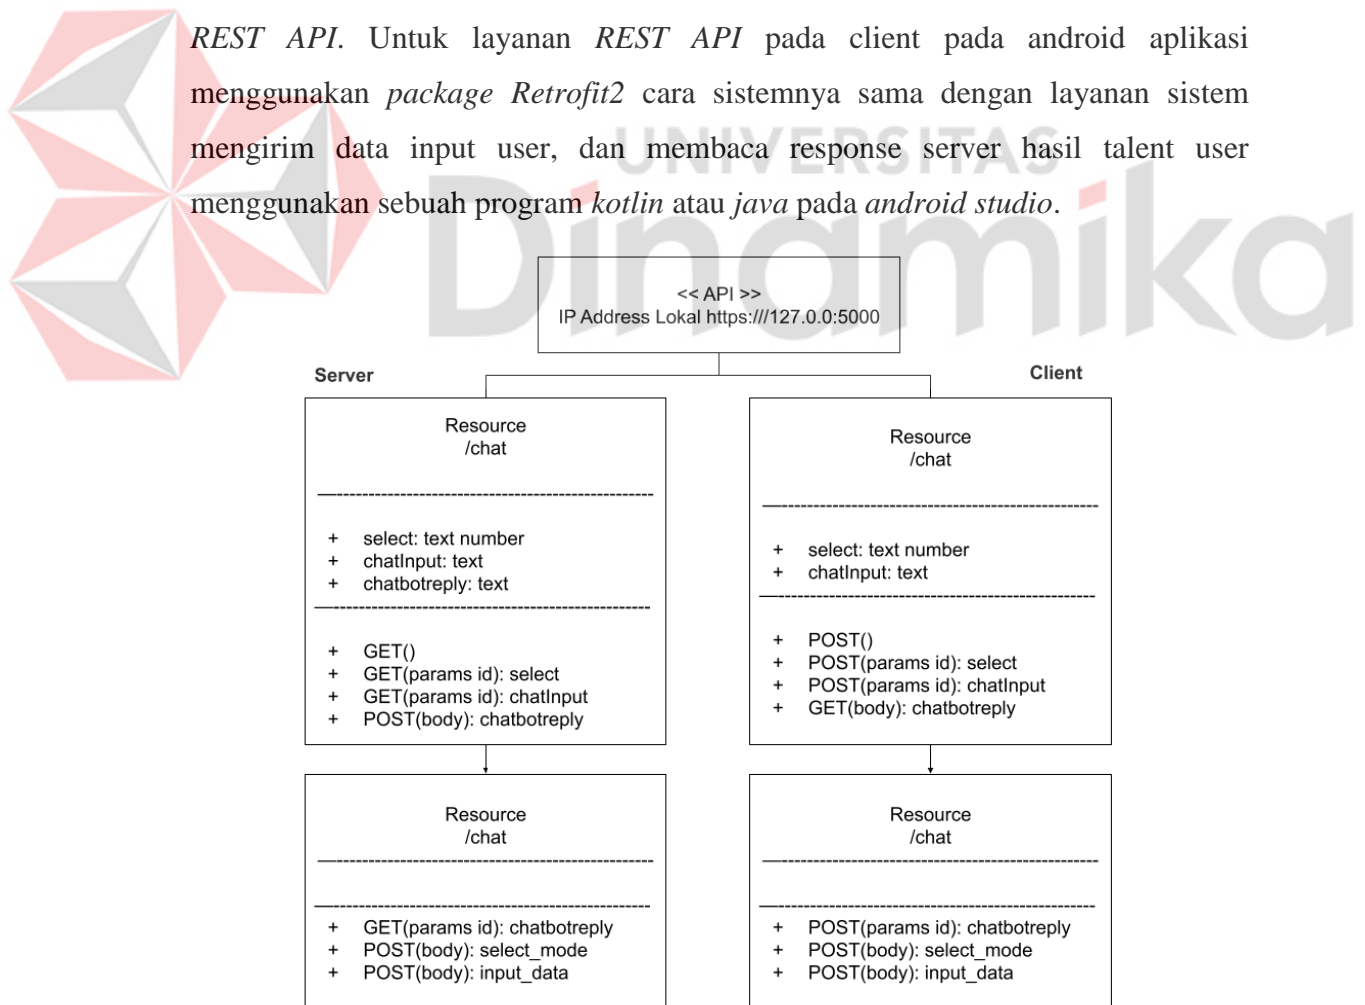 REST API. Untuk layanan REST API pada client pada android aplikasi
menggunakan package Retrofit2 cara sistemnya sama dengan layanan sistem
mengirim data input user, dan membaca response server hasil talent user
menggunakan sebuah program kotlin atau java pada android studio.
UNIVERSITAS
Dinamika
<< API >>
IP Address Lokal https:///127.0.0:5000
Server
Resource
/chat
+ select: text number
+ chatInput: text
+ chatbotreply: text
+ GET()
+ GET(params id): select
+ GET(params id): chatInput
+ POST(body): chatbotreply
Resource
/chat
+ GET(params id): chatbotreply
+ POST(body): select_mode
+ POST(body): input_data
Client
Resource
/chat
+ select: text number
+ chatInput: text
+ POST()
+ POST(params id): select
+ POST(params id): chatInput
+ GET(body): chatbotreply
Resource
/chat
+ POST(params id): chatbotreply
+ POST(body): select_mode
+ POST(body): input_data